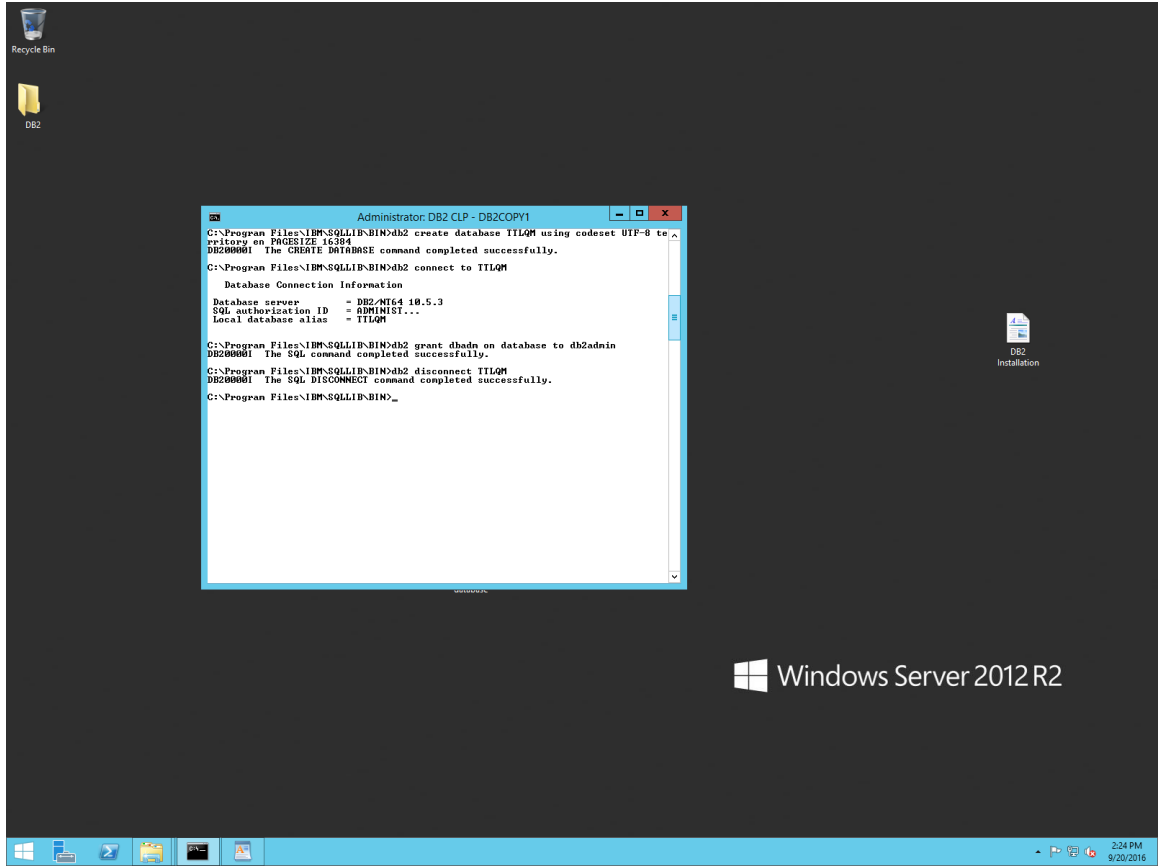 Recycle Bin
DB2
Administrator: DB2 CLP - DB2COPY1
C:\Program Files\IBM\SQLLIB\BIN>db2 create database TTLQM using codeset UTF-8 te
rritory en PAGESIZE 16384
DB20000I  The CREATE DATABASE command completed successfully.
C:\Program Files\IBM\SQLLIB\BIN>db2 connect to TTLQM
Database Connection Information
Database server        = DB2/NT64 10.5.3
SQL authorization ID   = ADMINIST...
Local database alias   = TTLQM
C:\Program Files\IBM\SQLLIB\BIN>db2 grant dbadm on database to db2admin
DB20000I  The SQL command completed successfully.
C:\Program Files\IBM\SQLLIB\BIN>db2 disconnect TTLQM
DB20000I  The SQL DISCONNECT command completed successfully.
C:\Program Files\IBM\SQLLIB\BIN>_
database
DB2
Installation
Windows Server 2012 R2
2:24 PM
9/20/2016